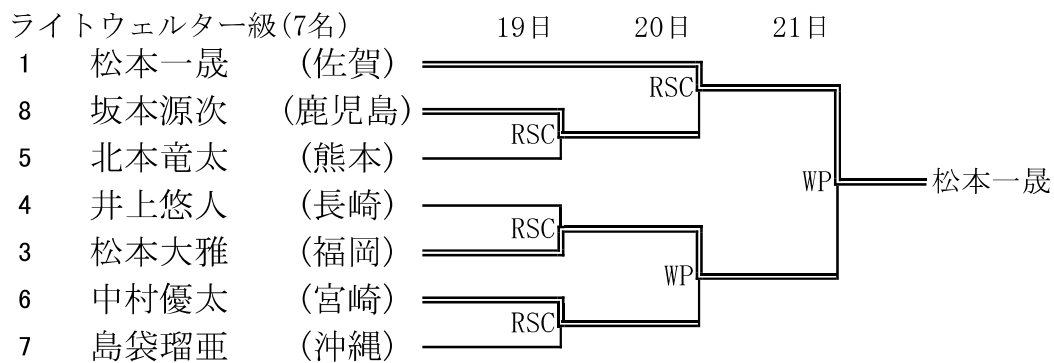 ライトウェルター級(7名) 19日 20日 21日
1 松本一晟 (佐賀)
RSC
8 坂本源次 (鹿児島)
RSC
5 北本竜太 (熊本)
WP 松本一晟
4 井上悠人 (長崎)
RSC
3 松本大雅 (福岡)
WP
6 中村優太 (宮崎)
RSC
7 島袋瑠亜 (沖縄)